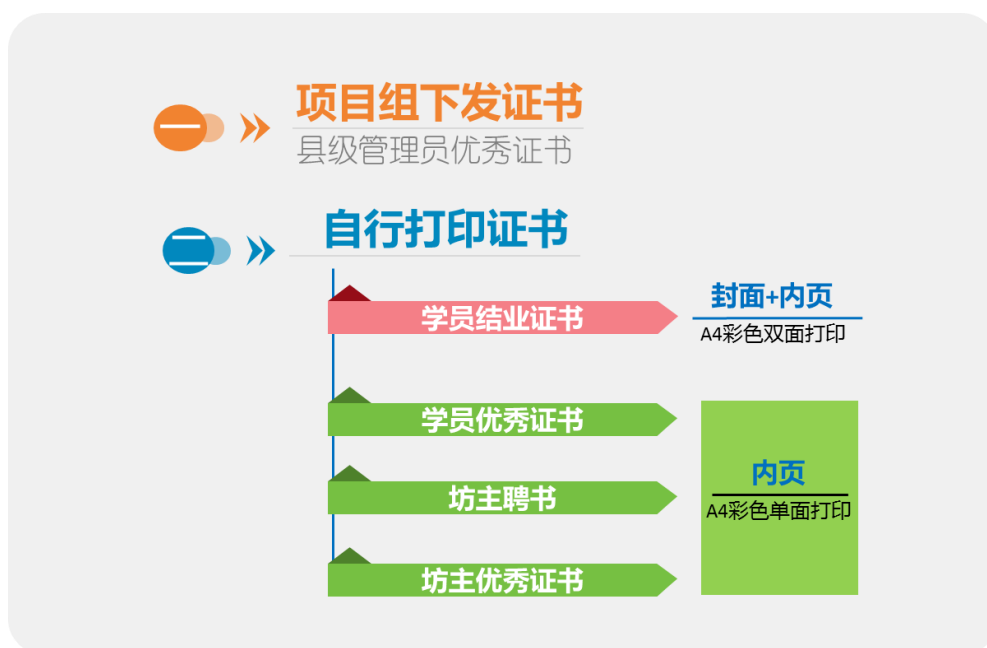 一
项目组下发证书
县级管理员优秀证书
二
自行打印证书
学员结业证书
封面+内页
A4彩色双面打印
学员优秀证书
坊主聘书
坊主优秀证书
内页
A4彩色单面打印